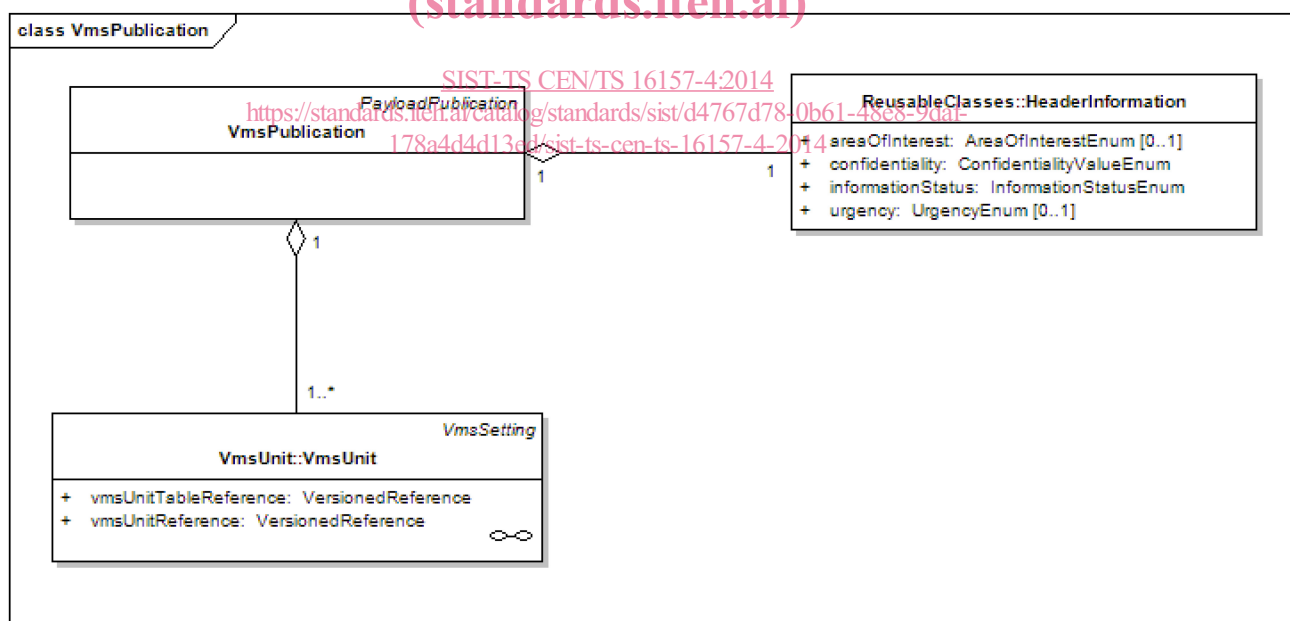 (standards.iteh.ai)
class VmsPublication
SIST-TS CEN/TS 16157-4:2014
https://standards.iteh.ai/catalog/standards/sist/d4767d78-0b61-48e8-9daf-
178a4d4d13ed/sist-ts-cen-ts-16157-4-2014
PayloadPublication
VmsPublication
1
1
ReusableClasses::HeaderInformation
+ areaOfInterest: AreaOfInterestEnum [0..1]
+ confidentiality: ConfidentialityValueEnum
+ informationStatus: InformationStatusEnum
+ urgency: UrgencyEnum [0..1]
1
1..*
VmsSetting
VmsUnit::VmsUnit
+ vmsUnitTableReference: VersionedReference
+ vmsUnitReference: VersionedReference